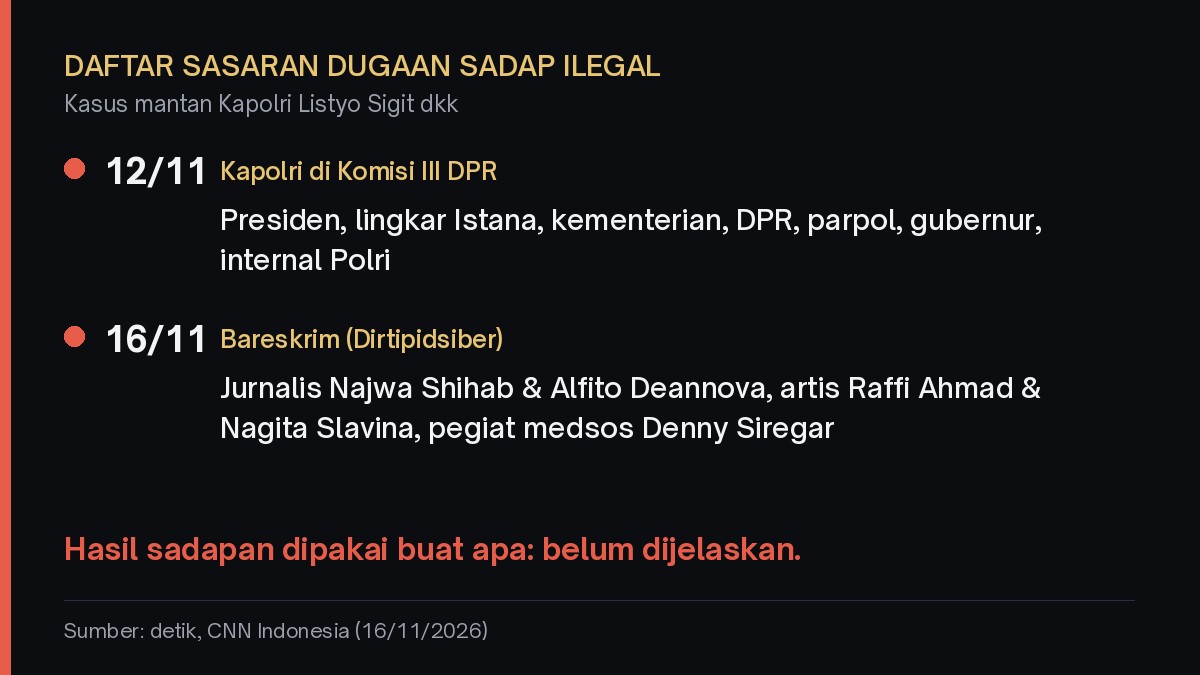 DAFTAR SASARAN DUGAAN SADAP ILEGAL
Kasus mantan Kapolri Listyo Sigit dkk
12/11 Kapolri di Komisi III DPR
Presiden, lingkar Istana, kementerian, DPR, parpol, gubernur,
internal Polri
16/11 Bareskrim (Dirtipidsiber)
Jurnalis Najwa Shihab & Alfito Deannova, artis Raffi Ahmad &
Nagita Slavina, pegiat medsos Denny Siregar
Hasil sadapan dipakai buat apa: belum dijelaskan.
Sumber: detik, CNN Indonesia (16/11/2026)